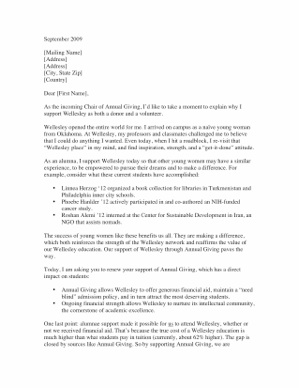 September 2009
[Mailing Name]
[Address]
[Address]
[City, State Zip]
[Country]
Dear [First Name],
As the incoming Chair of Annual Giving, I'd like to take a moment to explain why I
support Wellesley as both a donor and a volunteer.
Wellesley opened the entire world for me. I arrived on campus as a naïve young woman
from Oklahoma. At Wellesley, my professors and classmates challenged me to believe
that I could do anything I wanted. Even today, when I hit a roadblock, I re-visit that
"Wellesley place" in my mind, and find inspiration, strength, and a "get-it done" attitude.
As an alumna, I support Wellesley today so that other young women may have a similar
experience, to be empowered to pursue their dreams and to make a difference. For
example, consider what these current students have accomplished:
• Herzog '12 organized a book collection for libraries in Turkmenistan and
Philadelphia inner city schools.
• Phoebe Handler '12 actively participated in and co-authored an NIH-funded
cancer study.
• Roshan Alemi '12 interned at the Center for Sustainable Development in Iran, an
NGO that assists nomads.
The success of young women like these benefits us all. They are making a difference,
which both reinforces the strength of the Wellesley network and reaffirms the value of
our Wellesley education. Our support of Wellesley through Annual Giving paves the
way.
Today, I am asking you to renew your support of Annual Giving, which has a direct
impact on students:
• Annual Giving allows Wellesley to offer generous financial aid, maintain a "need
blind" admission policy, and in turn attract the most deserving students.
• Ongoing financial strength allows Wellesley to nurture its intellectual community,
the cornerstone of academic excellence.
One last point: alumnae support made it possible for us to attend Wellesley, whether or
not we received financial aid. That's because the true cost of a Wellesley education is
much higher than what students pay in tuition (currently, about 62% higher). The gap is
closed by sources like Annual Giving. So by supporting Annual Giving, we are